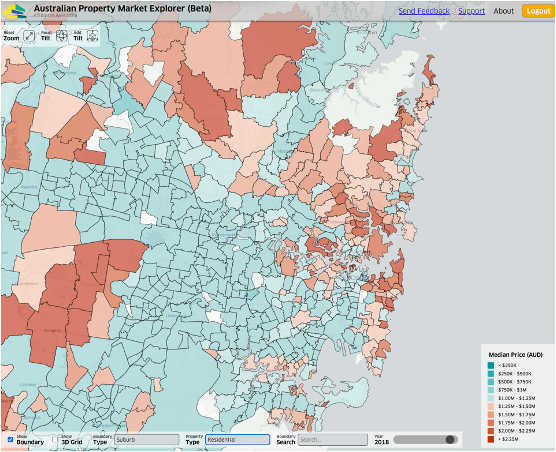 Australian Property Market Explorer (Beta)
Send Feedback
Support
About
Logout
Reset
Zoom
Reset
Tilt
Add
Tilt
Median Price (AUD)
< $250K
$250K - $500K
$500K - $750K
$750K - $1M
$1.00M - $1.25M
$1.25M - $1.50M
$1.50M - $1.75M
$1.75M - $2.00M
$2.00M - $2.25M
> $2.25M
Show
Boundary
Show
3D Grid
Boundary
Type
Suburb
Property
Type
Residential
Boundary
Search
Search...
Year
2018